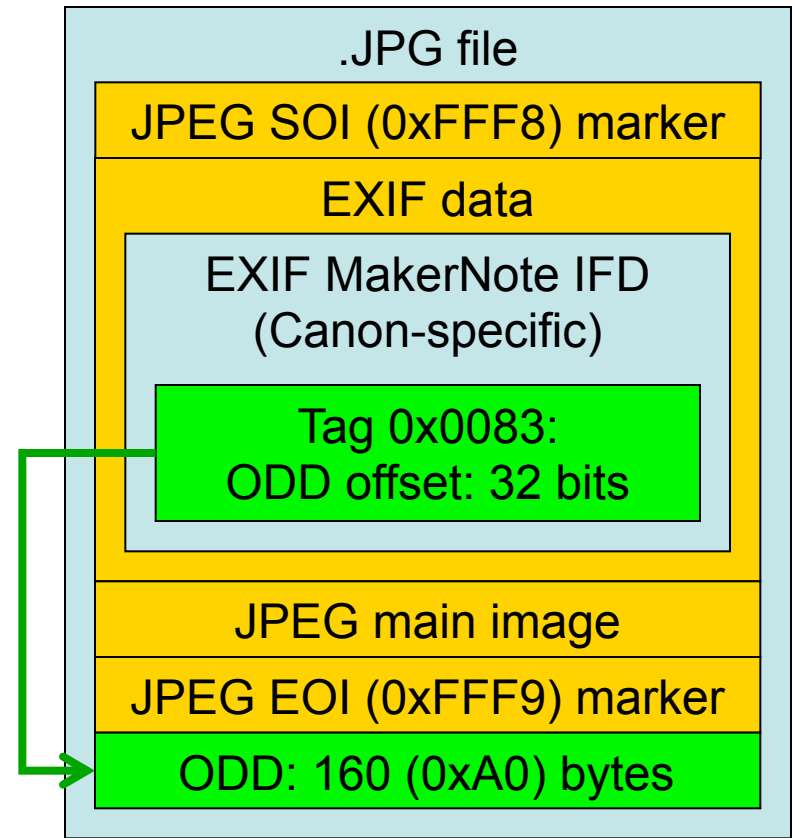 .JPG file
JPEG SOI (0xFFF8) marker
EXIF data
EXIF MakerNote IFD
(Canon-specific)
Tag 0x0083:
ODD offset: 32 bits
JPEG main image
JPEG EOI (0xFFF9) marker
ODD: 160 (0xA0) bytes